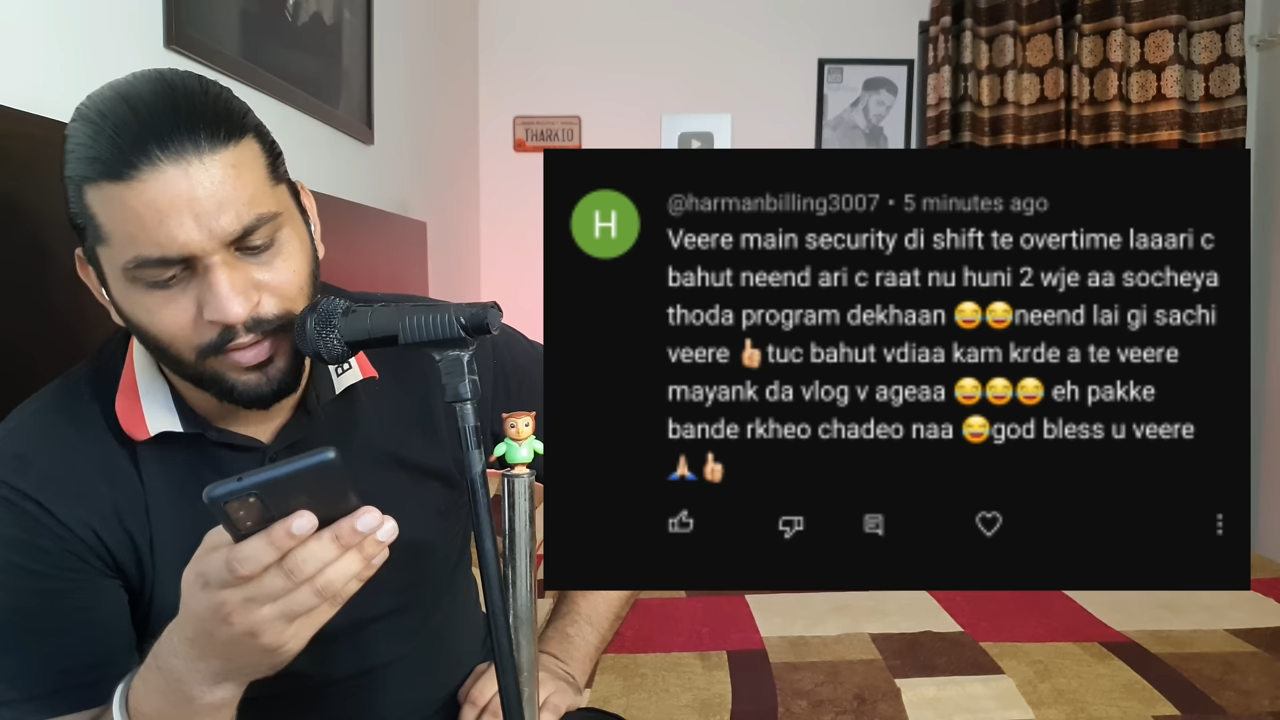 THARKIO
@harmanbilling3007 • 5 minutes ago
H
Veere main security di shift te overtime laaari c
bahut neend ari c raat nu huni 2 wje aa socheya
thoda program dekhaan 😂😂neend lai gi sachi
veere 👆🏼tuc bahut vdiaa kam krde a te veere
mayank da vlog v ageaa 😂😂😂 eh pakke
bande rkheo chadeo naa 😂god bless u veere
🙏🏼👆🏼